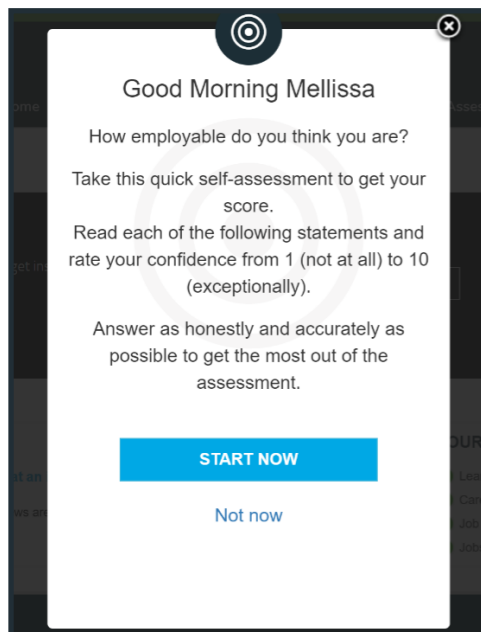 Good Morning Mellissa
How employable do you think you are?
Take this quick self-assessment to get your
score.
Read each of the following statements and
rate your confidence from 1 (not at all) to 10
(exceptionally).
Answer as honestly and accurately as
possible to get the most out of the
assessment.
START NOW
Not now